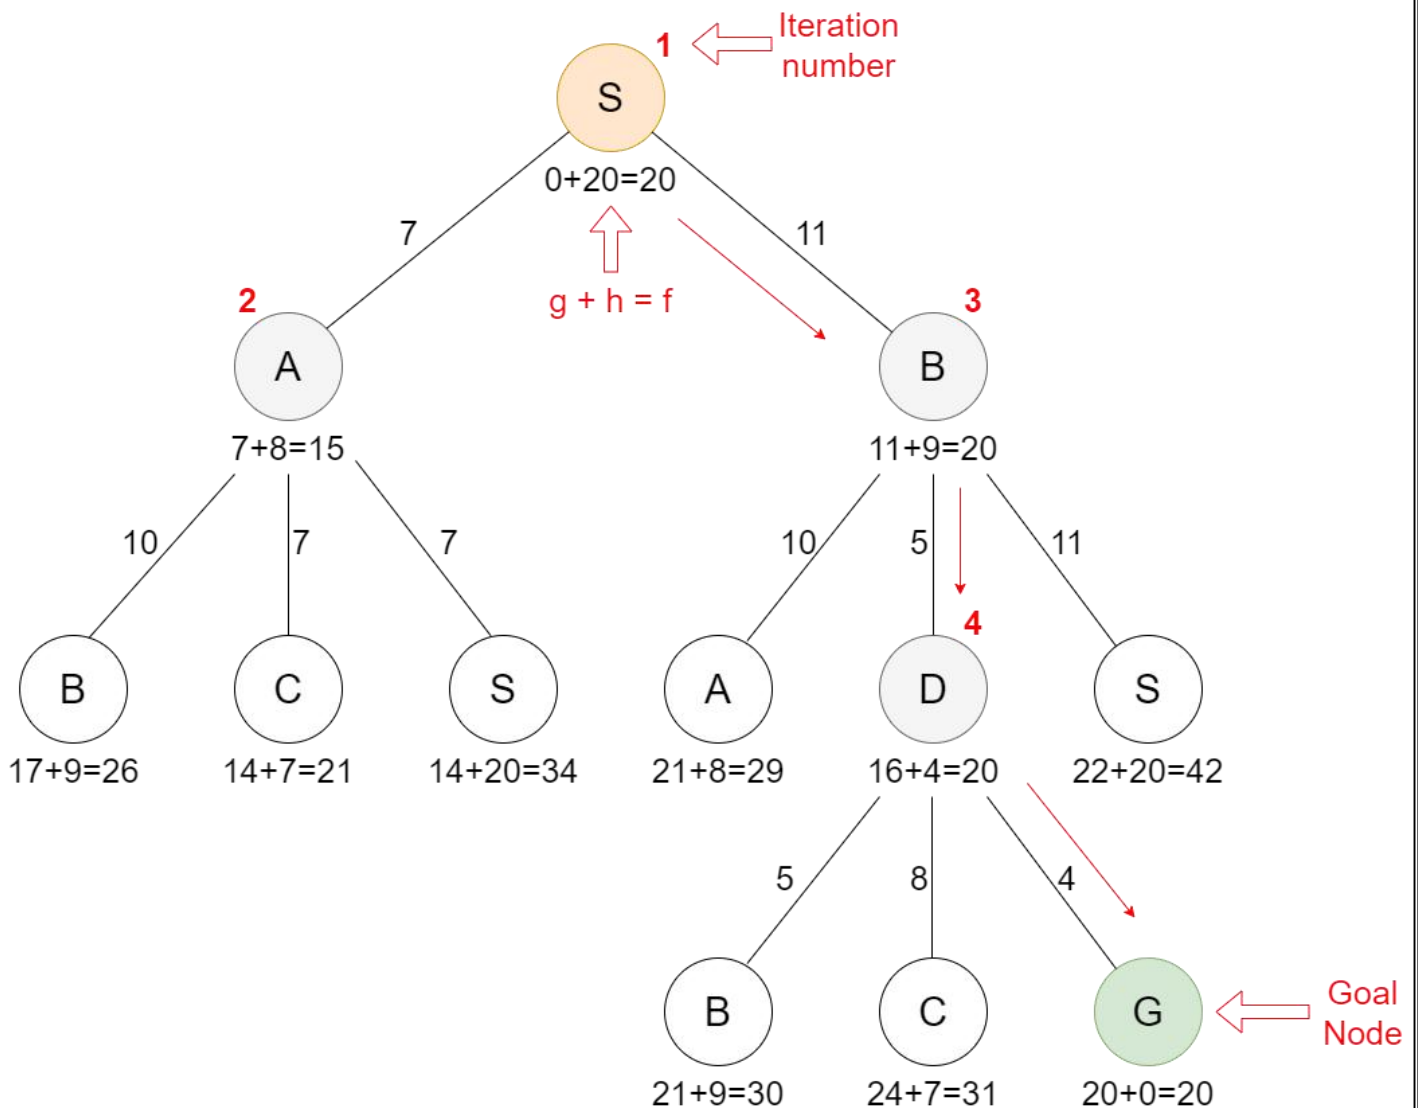 1
Iteration
number
S
0+20=20
7
11
g + h = f
2
3
A
B
7+8=15
11+9=20
10
7
7
10
5
11
4
B
C
S
A
D
S
17+9=26
14+7=21
14+20=34
21+8=29
16+4=20
22+20=42
5
8
4
B
C
G
Goal
Node
21+9=30
24+7=31
20+0=20